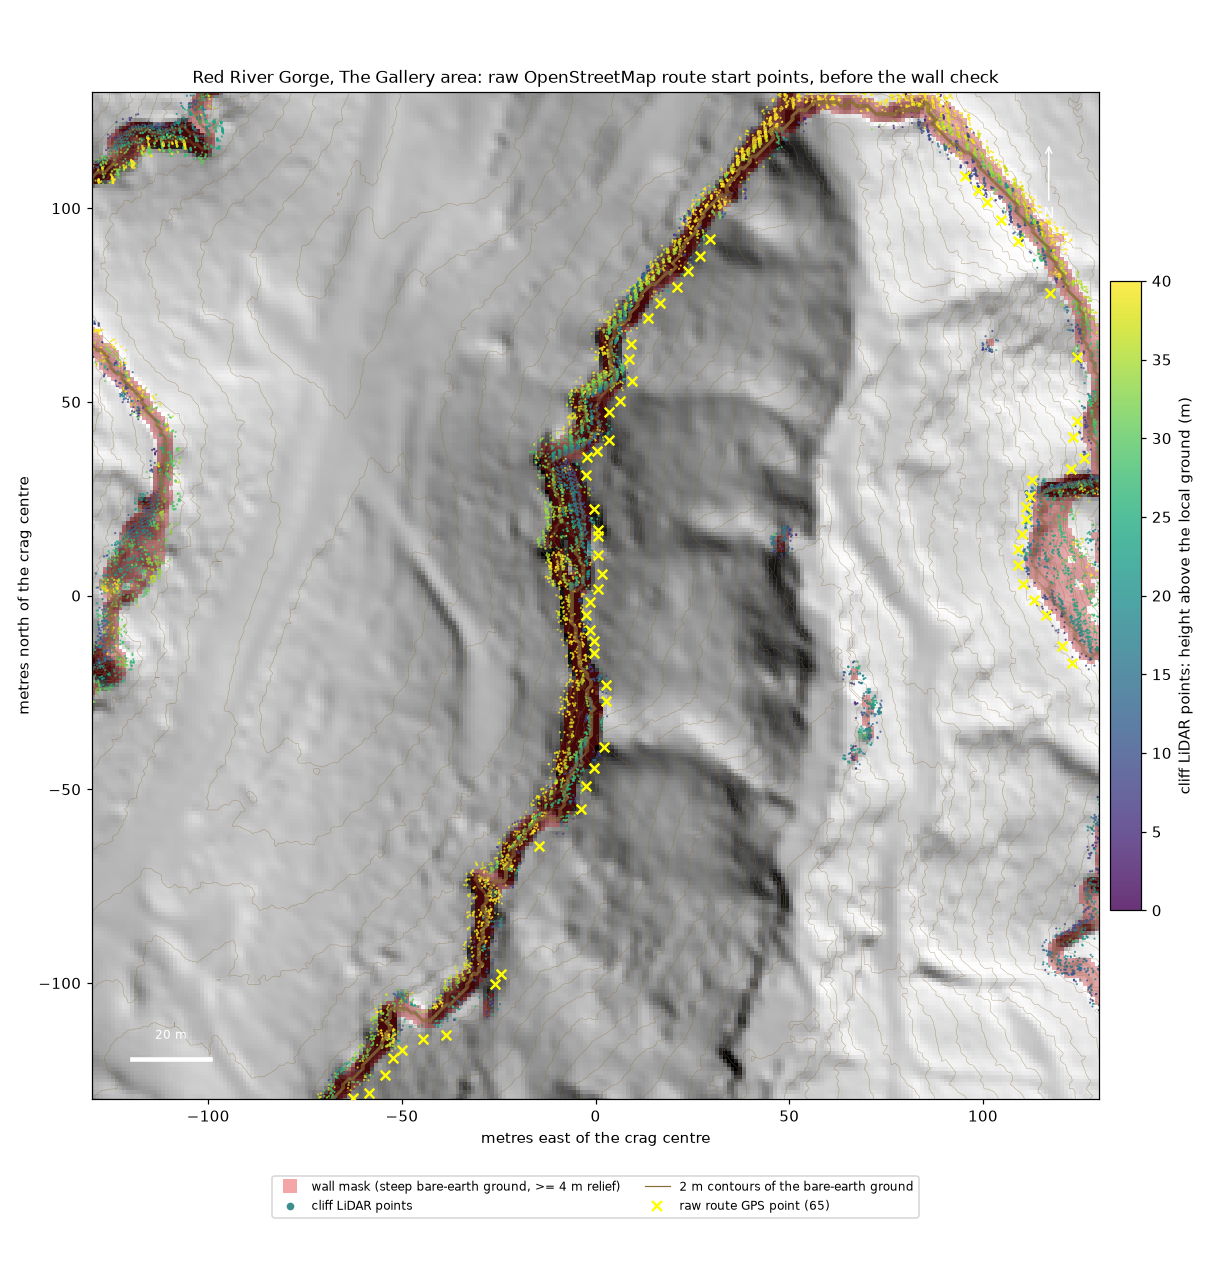 Red River Gorge, The Gallery area: raw OpenStreetMap route start points, before the wall check
metres north of the crag centre
100
50
0
−50
−100
20 m
−100
−50
0
50
100
metres east of the crag centre
40
35
30
25
20
15
10
5
0
cliff LiDAR points: height above the local ground (m)
wall mask (steep bare-earth ground, >= 4 m relief)
cliff LiDAR points
2 m contours of the bare-earth ground
raw route GPS point (65)